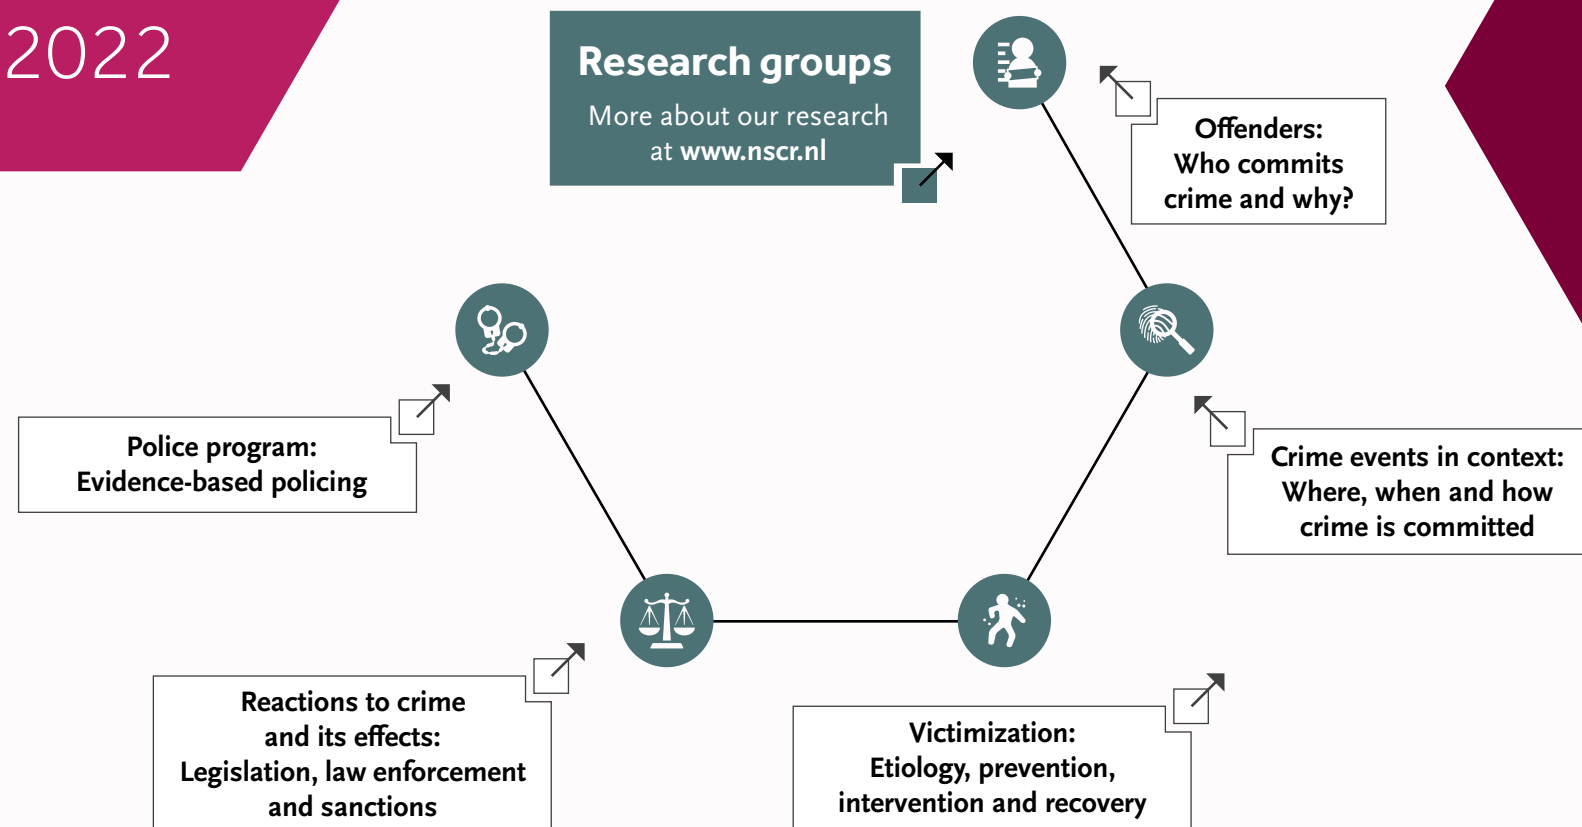 2022
Research groups
More about our research
at www.nscr.nl
Offenders:
Who commits
crime and why?
Police program:
Evidence-based policing
Crime events in context:
Where, when and how
crime is committed
Reactions to crime
and its effects:
Legislation, law enforcement
and sanctions
Victimization:
Etiology, prevention,
intervention and recovery